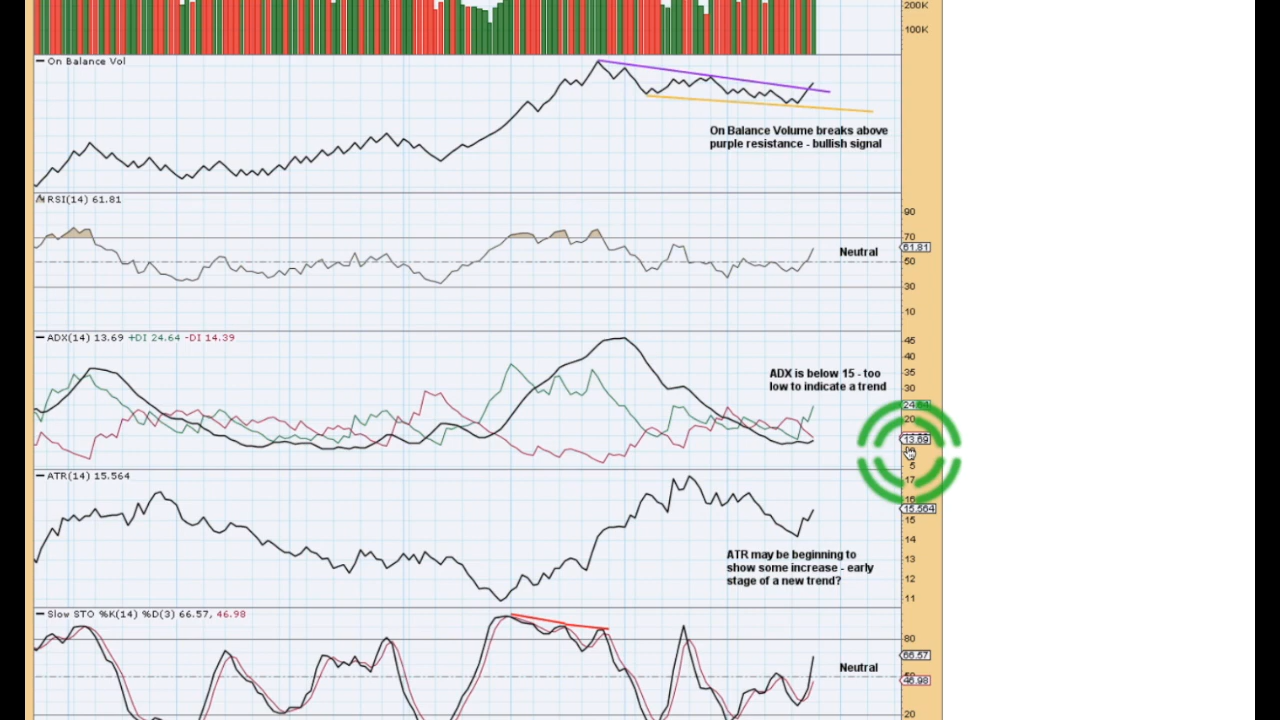 200K
100K
On Balance Vol
On Balance Volume breaks above
purple resistance - bullish signal
RSI(14) 61.81
90
70
61.81
50
30
10
Neutral
ADX(14) 13.69 +DI 24.64 -DI 14.39
45
40
35
30
24.64
20
13.69
5
ADX is below 15 - too
low to indicate a trend
ATR(14) 15.564
17
16
15.564
15
14
13
12
11
ATR may be beginning to
show some increase - early
stage of a new trend?
Slow STO %K(14) %D(3) 66.57, 46.98
80
66.57
46.98
20
Neutral